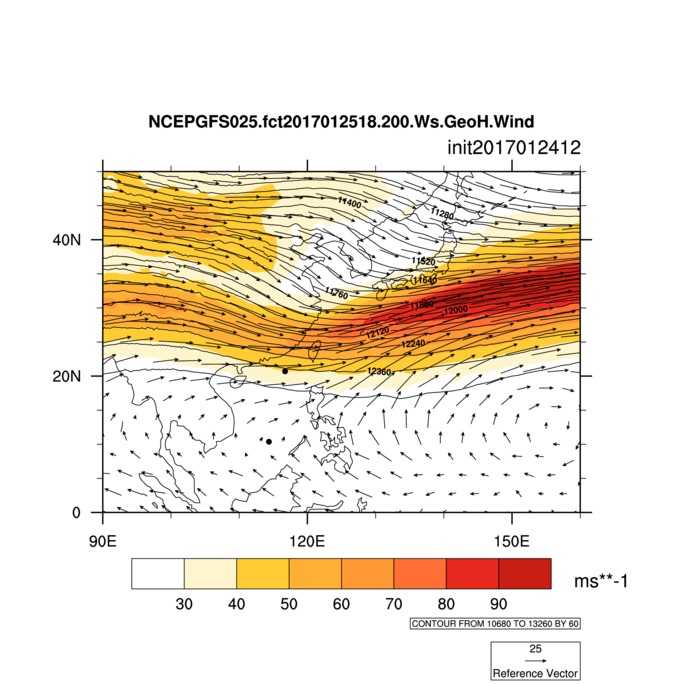 NCEPGFS025.fct2017012518.200.Ws.GeoH.Wind
init2017012412
11400
11280
40N
11520
11640
11760
11880
12000
12120
12240
12360
20N
0
90E 120E 150E
ms**-1
30 40 50 60 70 80 90
CONTOUR FROM 10680 TO 13260 BY 60
25
Reference Vector